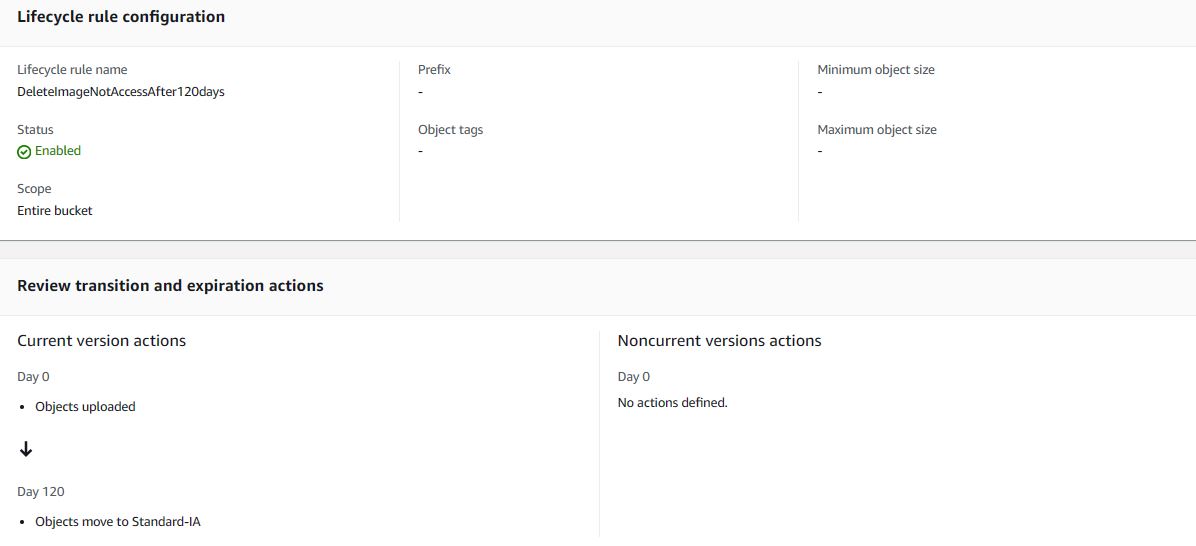 Lifecycle rule configuration
Lifecycle rule name
DeleteImageNotAccessAfter120days
Status
Enabled
Scope
Entire bucket
Prefix
-
Object tags
-
Minimum object size
-
Maximum object size
-
Review transition and expiration actions
Current version actions
Day 0
• Objects uploaded
Day 120
• Objects move to Standard-IA
Noncurrent versions actions
Day 0
No actions defined.